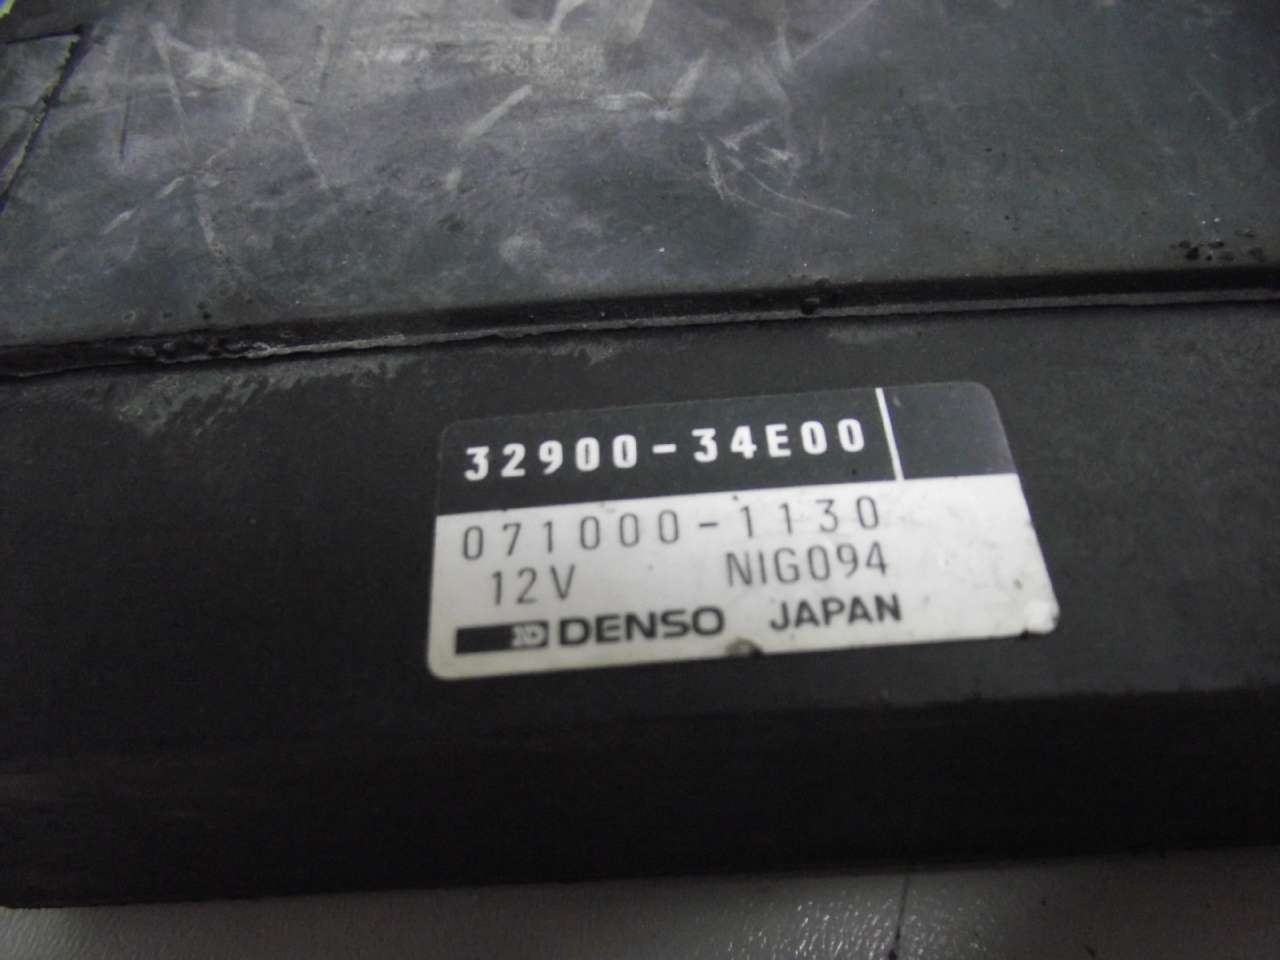 32900-34E00
071000-1130
12V NIG094
DENSO JAPAN